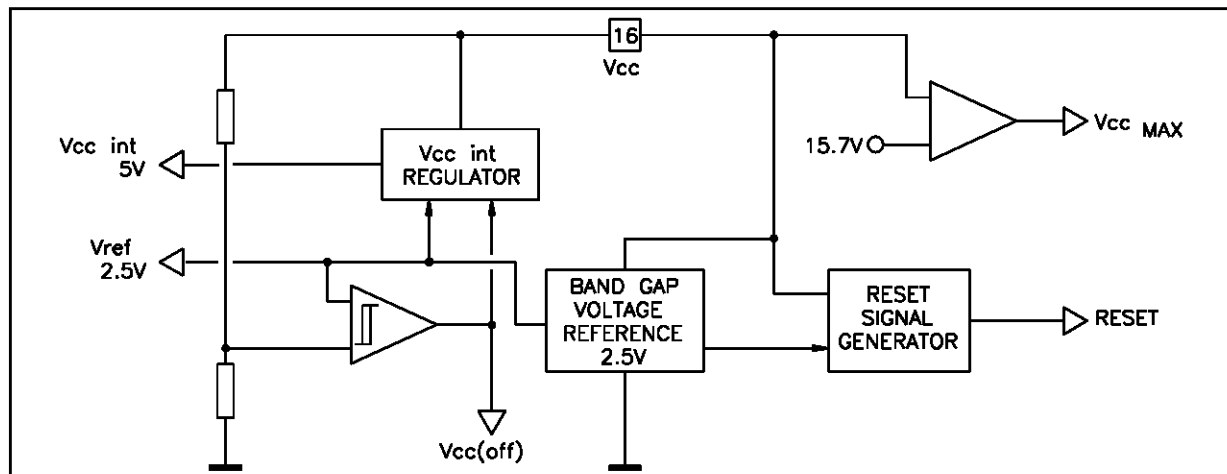 16
Vcc
Vcc int
5V
Vcc int
REGULATOR
15.7V
Vcc MAX
Vref
2.5V
BAND GAP
VOLTAGE
REFERENCE
2.5V
RESET
SIGNAL
GENERATOR
RESET
Vcc(off)